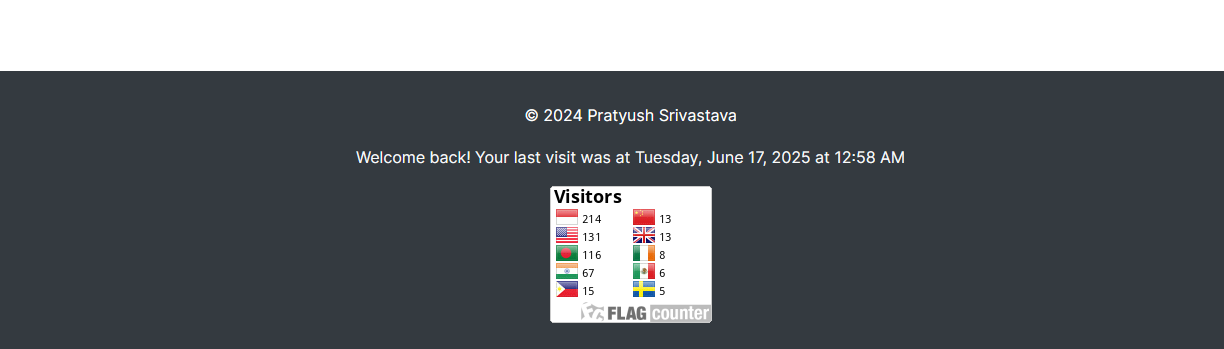 © 2024 Pratyush Srivastava
Welcome back! Your last visit was at Tuesday, June 17, 2025 at 12:58 AM
Visitors
214 13
131 13
116 8
67 6
15 5
FLAG counter